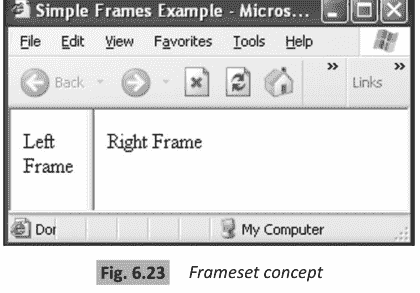 Simple Frames Example - Micros...
File Edit View Favorites Tools Help
Back » Links »
Left Frame Right Frame
Dor My Computer
Fig. 6.23 Frameset concept